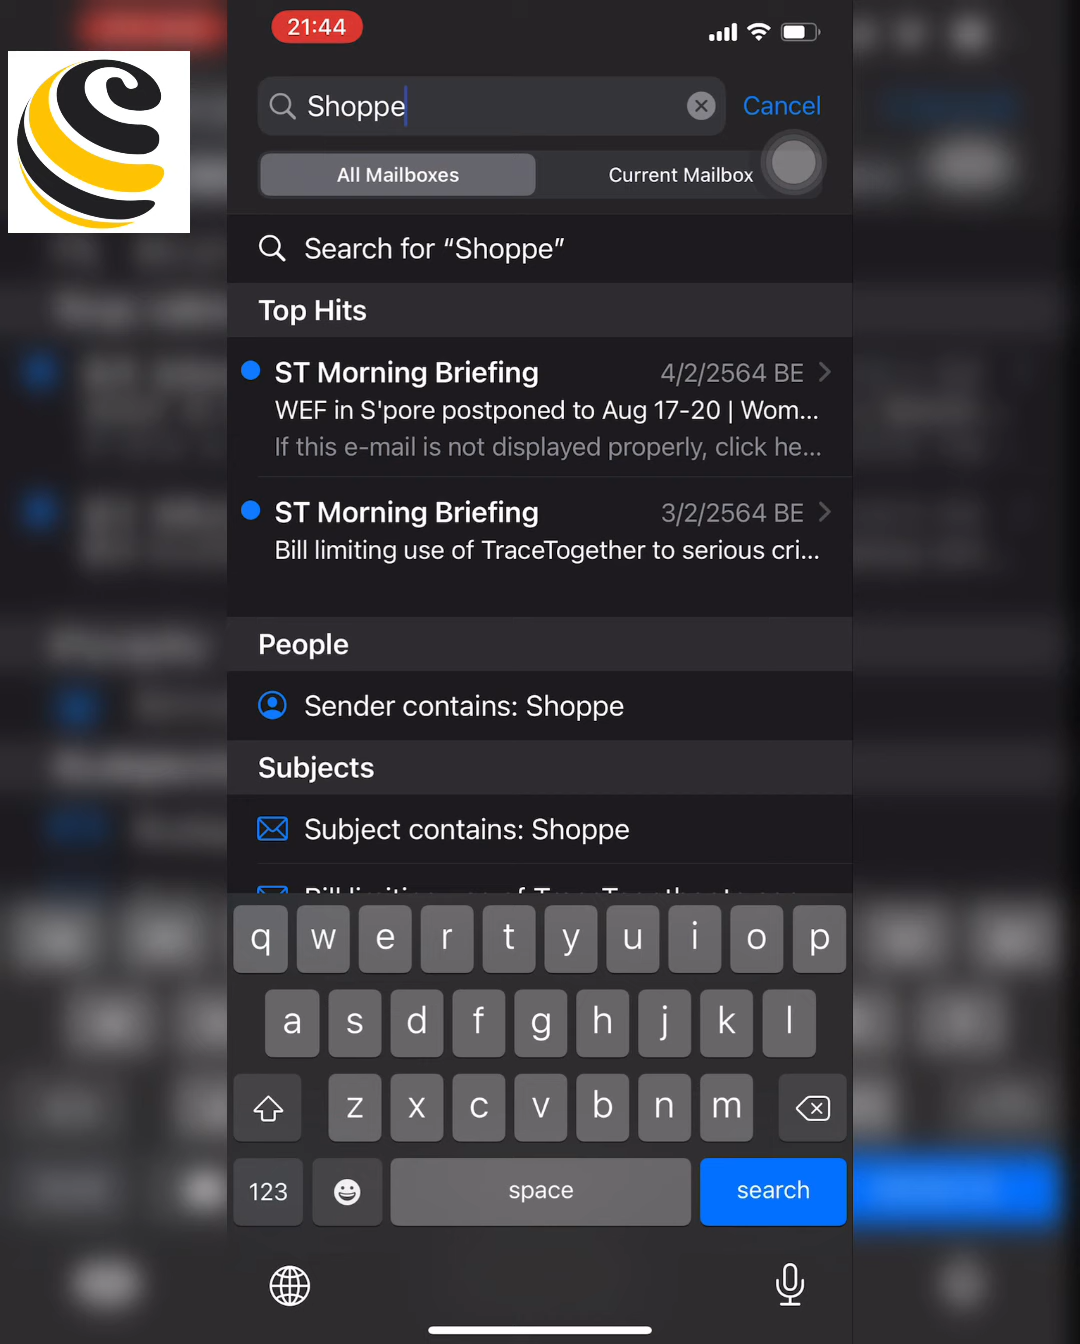 21:44
Shoppe
Cancel
All Mailboxes
Current Mailbox
Search for “Shoppe”
Top Hits
ST Morning Briefing
4/2/2564 BE
WEF in S'pore postponed to Aug 17-20 | Wom...
If this e-mail is not displayed properly, click he...
ST Morning Briefing
3/2/2564 BE
Bill limiting use of TraceTogether to serious cri...
People
Sender contains: Shoppe
Subjects
Subject contains: Shoppe
q w e r t y u i o p
a s d f g h j k l
z x c v b n m
123
space
search